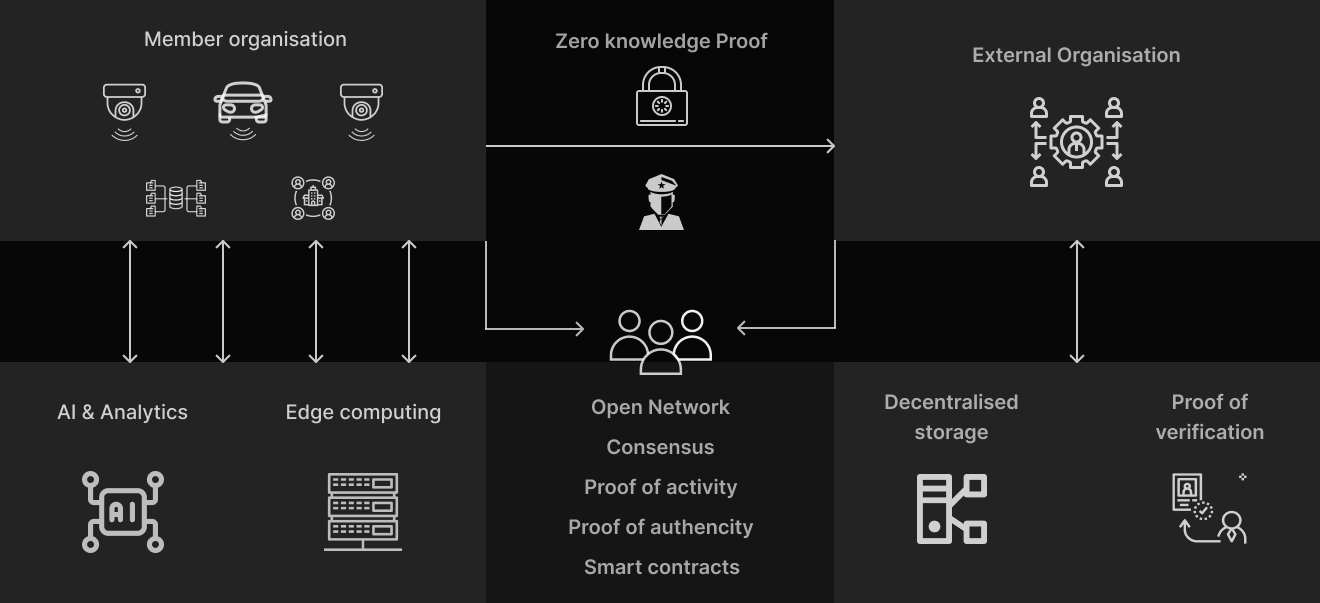 Member organisation
Zero knowledge Proof
External Organisation
AI & Analytics
Edge computing
Open Network
Consensus
Proof of activity
Proof of authencity
Smart contracts
Decentralised
storage
Proof of
verification
AI